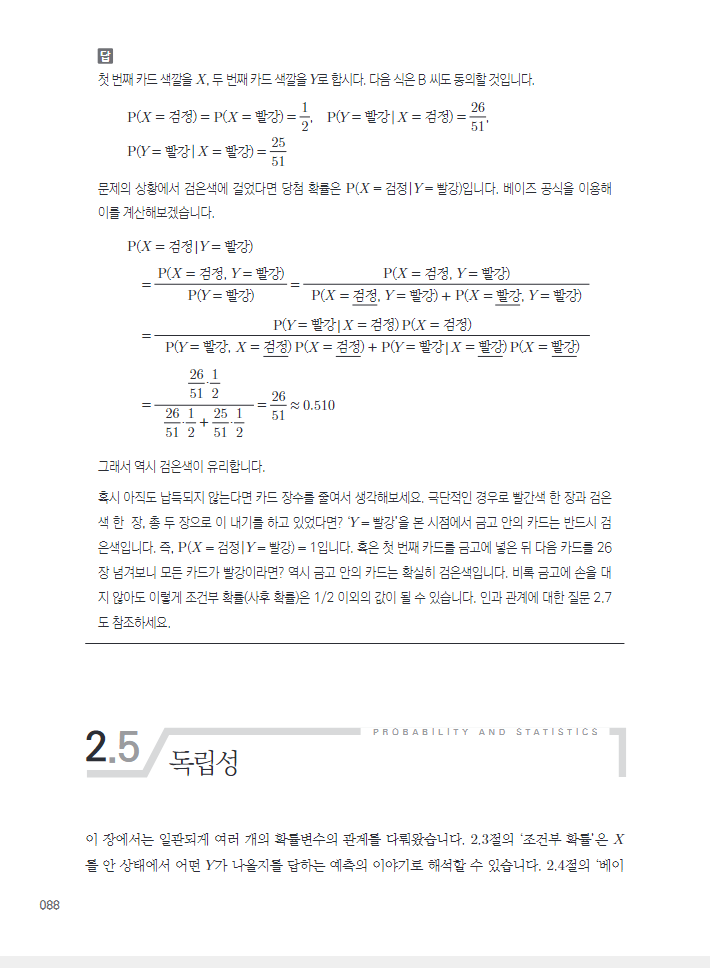 답
첫 번째 카드 색깔을 X, 두 번째 카드 색깔을 Y로 합시다. 다음 식은 B 씨도 동의할 것입니다.
P(X = 검정) = P(X = 빨강) = 1/2, P(Y = 빨강 | X = 검정) = 26/51,
P(Y = 빨강 | X = 빨강) = 25/51
문제의 상황에서 검은색에 걸었다면 당첨 확률은 P(X = 검정 | Y = 빨강)입니다. 베이즈 공식을 이용해
이를 계산해보겠습니다.
P(X = 검정 | Y = 빨강)
= P(X = 검정, Y = 빨강) / P(Y = 빨강) = P(X = 검정, Y = 빨강) / P(X = 검정, Y = 빨강) + P(X = 빨강, Y = 빨강)
= P(Y = 빨강 | X = 검정) P(X = 검정) / P(Y = 빨강, X = 검정) P(X = 검정) + P(Y = 빨강 | X = 빨강) P(X = 빨강)
= 26/51 · 1/2 / 26/51 · 1/2 + 25/51 · 1/2 = 26/51 ≈ 0.510
그래서 역시 검은색이 유리합니다.
혹시 아직도 납득되지 않는다면 카드 장수를 줄여서 생각해보세요. 극단적인 경우로 빨간색 한 장과 검은
색 한 장, 총 두 장으로 이 내기를 하고 있었다면? ‘Y = 빨강’을 본 시점에서 금고 안의 카드는 반드시 검
은색입니다. 즉, P(X = 검정 | Y = 빨강) = 1입니다. 혹은 첫 번째 카드를 금고에 넣은 뒤 다음 카드를 26
장 넘겨보니 모든 카드가 빨강이라면? 역시 금고 안의 카드는 확실히 검은색입니다. 비록 금고에 손을 대
지 않아도 이렇게 조건부 확률(사후 확률)은 1/2 이외의 값이 될 수 있습니다. 인과 관계에 대한 질문 2.7
도 참조하세요.
PROBABILITY AND STATISTICS
2.5 독립성
이 장에서는 일관되게 여러 개의 확률변수의 관계를 다뤄왔습니다. 2.3절의 ‘조건부 확률’은 X
를 안 상태에서 어떤 Y가 나올지를 답하는 예측의 이야기로 해석할 수 있습니다. 2.4절의 ‘베이
088